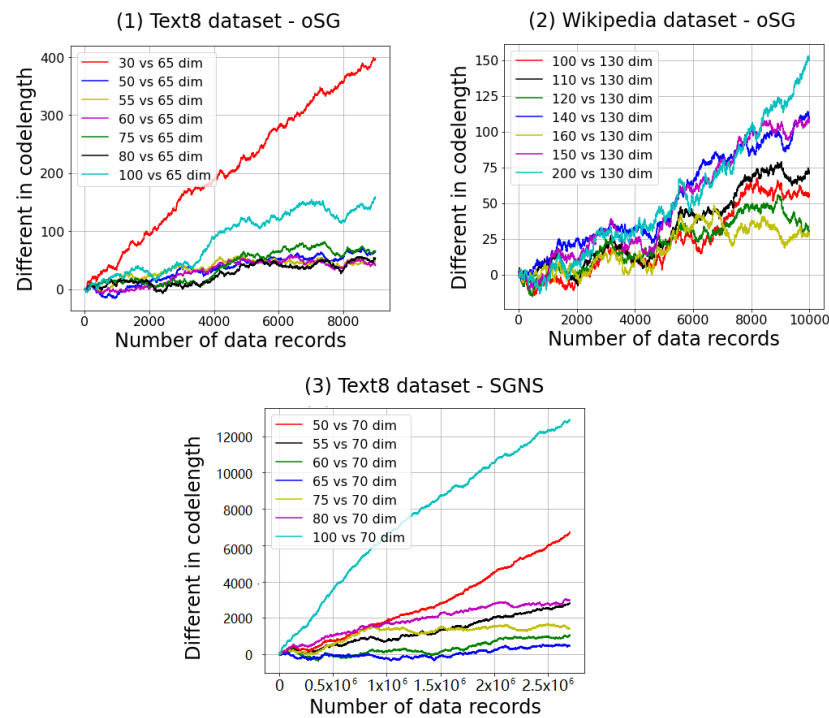 (1) Text8 dataset - oSG
Different in codelength
400
300
200
100
0
30 vs 65 dim
50 vs 65 dim
55 vs 65 dim
60 vs 65 dim
75 vs 65 dim
80 vs 65 dim
100 vs 65 dim
0 2000 4000 6000 8000
Number of data records
(2) Wikipedia dataset - oSG
Different in codelength
150
125
100
75
50
25
0
100 vs 130 dim
110 vs 130 dim
120 vs 130 dim
140 vs 130 dim
160 vs 130 dim
150 vs 130 dim
200 vs 130 dim
0 2000 4000 6000 8000 10000
Number of data records
(3) Text8 dataset - SGNS
Different in codelength
12000
10000
8000
6000
4000
2000
0
50 vs 70 dim
55 vs 70 dim
60 vs 70 dim
65 vs 70 dim
75 vs 70 dim
80 vs 70 dim
100 vs 70 dim
0 0.5x10⁶ 1x10⁶ 1.5x10⁶ 2x10⁶ 2.5x10⁶
Number of data records